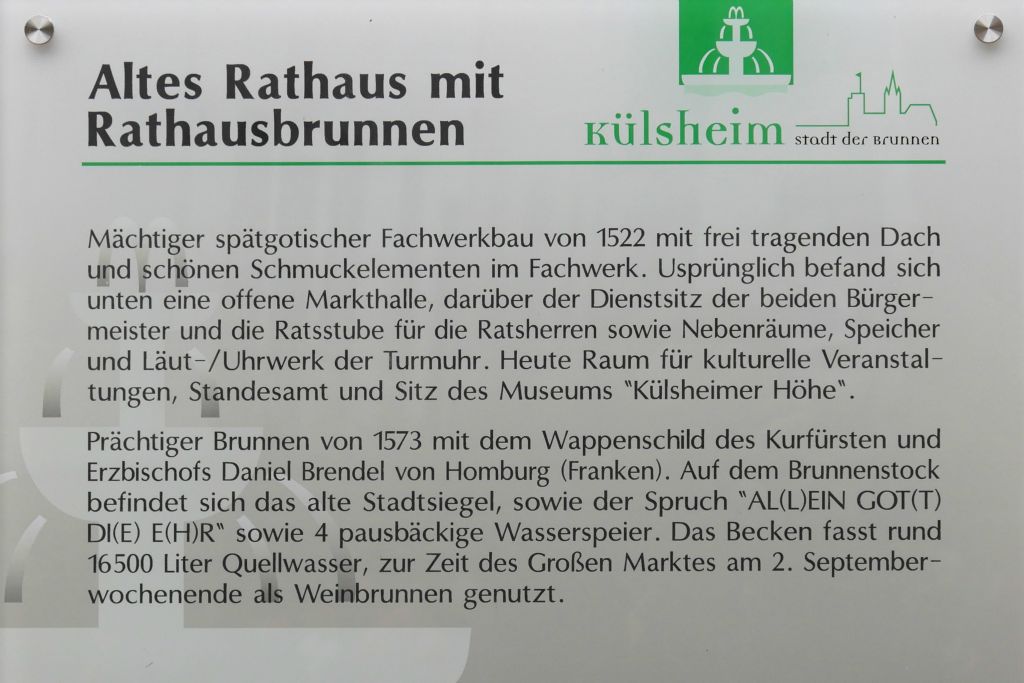 Altes Rathaus mit
Rathausbrunnen
Külsheim
Stadt der Brunnen
Mächtiger spätgotischer Fachwerkbau von 1522 mit frei tragenden Dach
und schönen Schmuckelementen im Fachwerk. Usprünglich befand sich
unten eine offene Markthalle, darüber der Dienstsitz der beiden Bürger-
meister und die Ratsstube für die Ratsherren sowie Nebenräume, Speicher
und Läut-/Uhrwerk der Turmuhr. Heute Raum für kulturelle Veranstal-
tungen, Standesamt und Sitz des Museums "Külsheimer Höhe".
Prächtiger Brunnen von 1573 mit dem Wappenschild des Kurfürsten und
Erzbischofs Daniel Brendel von Homburg (Franken). Auf dem Brunnenstock
befindet sich das alte Stadtsiegel, sowie der Spruch "AL(L)EIN GOT(T)
DI(E) E(H)R" sowie 4 pausbäckige Wasserspeier. Das Becken fasst rund
16500 Liter Quellwasser, zur Zeit des Großen Marktes am 2. September-
wochenende als Weinbrunnen genutzt.